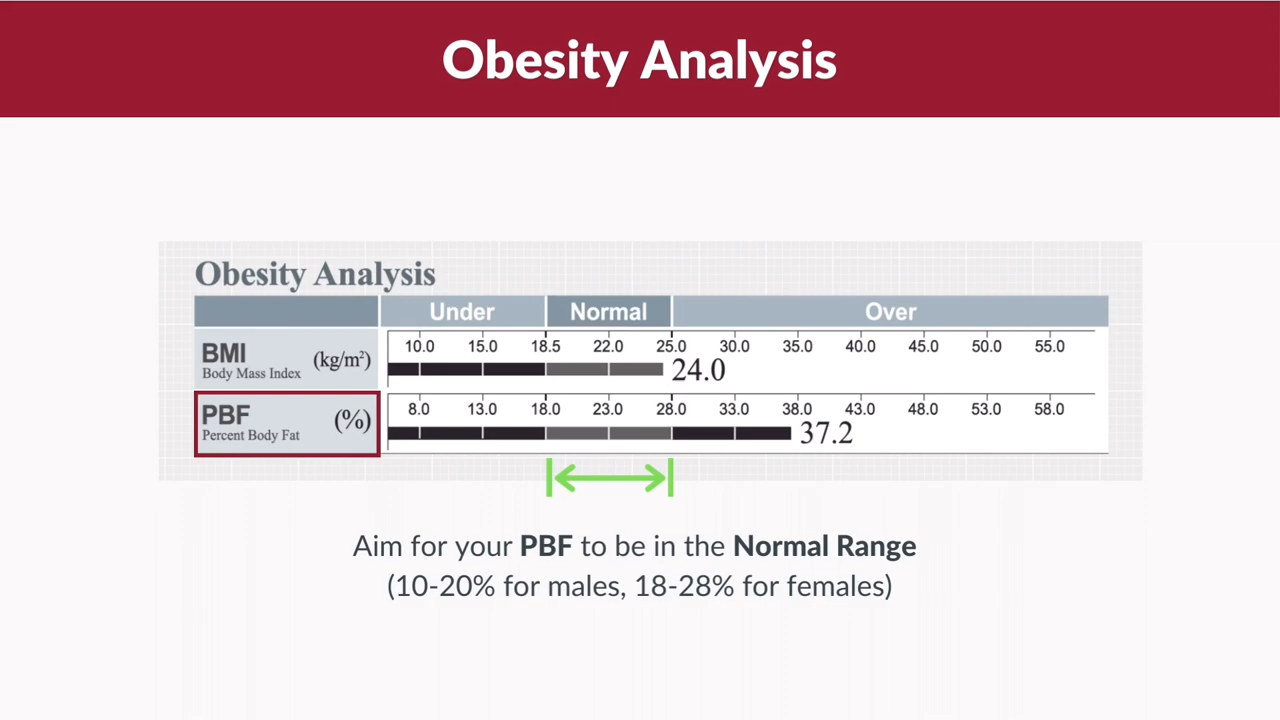 Obesity Analysis
Obesity Analysis
Under Normal Over
BMI (kg/m²)
Body Mass Index
10.0 15.0 18.5 22.0 25.0 30.0 35.0 40.0 45.0 50.0 55.0
24.0
PBF (%)
Percent Body Fat
8.0 13.0 18.0 23.0 28.0 33.0 38.0 43.0 48.0 53.0 58.0
37.2
Aim for your PBF to be in the Normal Range
(10-20% for males, 18-28% for females)